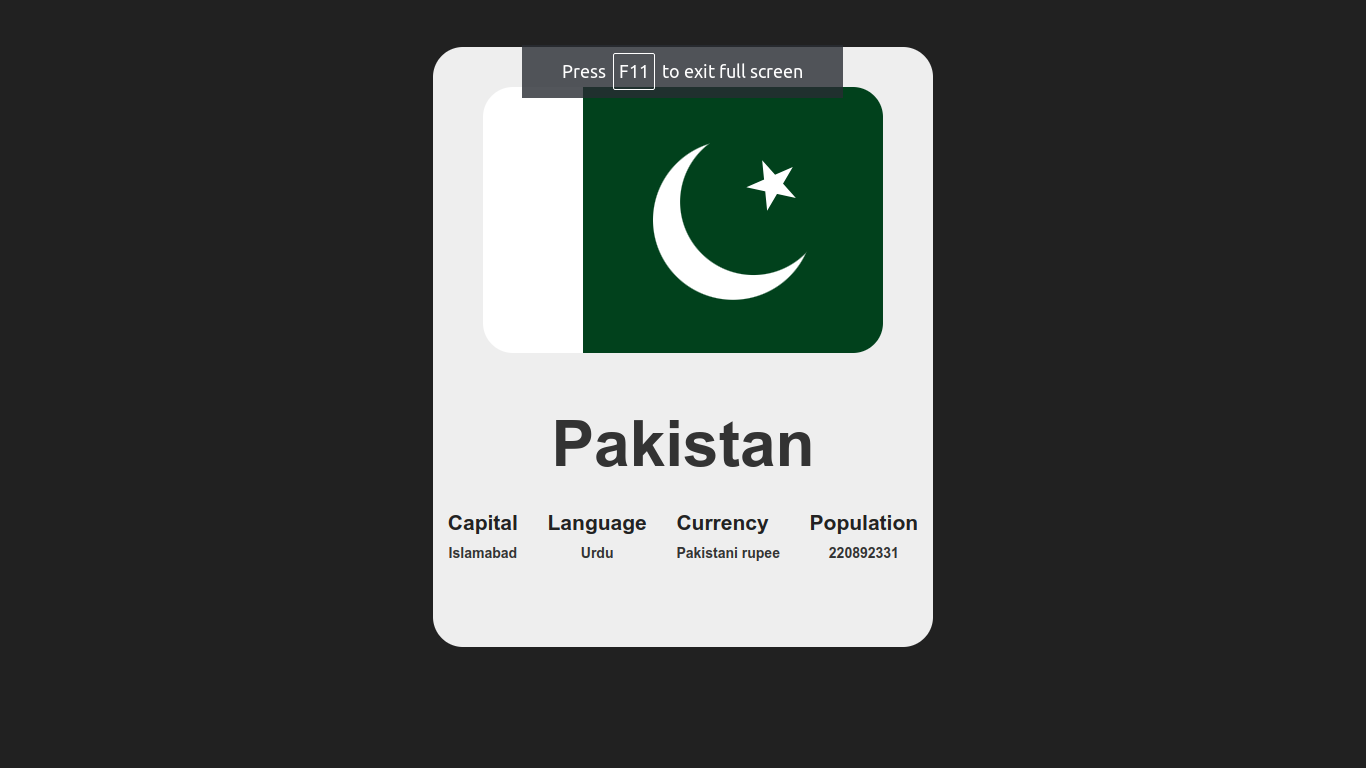 Press F11 to exit full screen
Pakistan
Capital Language Currency Population
Islamabad Urdu Pakistani rupee 220892331